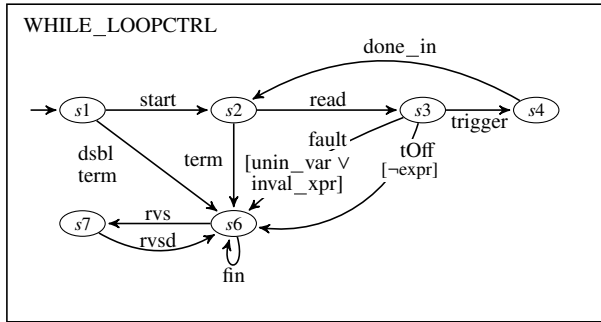 WHILE_LOOPCTRL
done_in
s1
start
s2
read
s3
trigger
s4
dsbl
term
term
fault
[unin_var ∨
inval_xpr]
tOff
[¬expr]
s7
rvs
rvsd
s6
fin